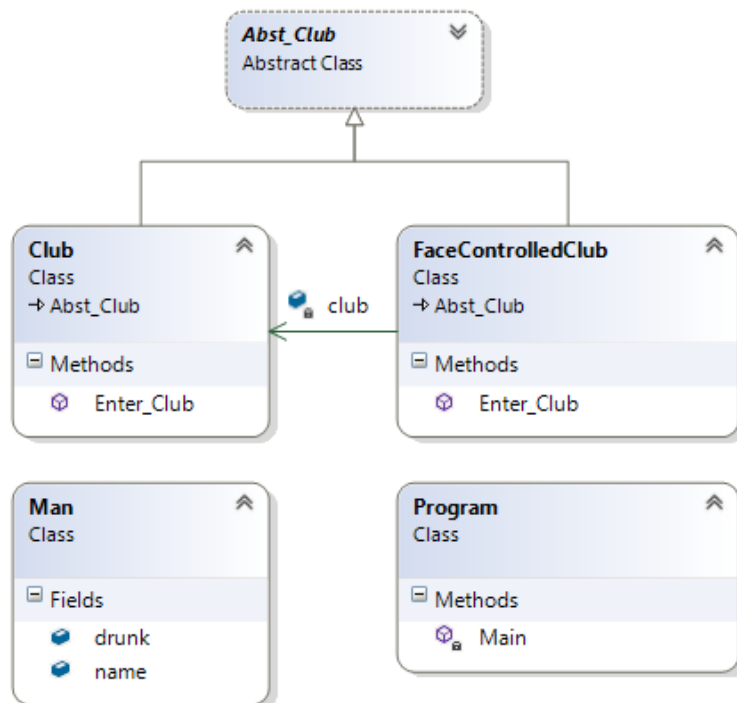 Abst_Club
Abstract Class
Club
Class
Abst_Club
Methods
Enter_Club
club
FaceControlledClub
Class
Abst_Club
Methods
Enter_Club
Man
Class
Fields
drunk
name
Program
Class
Methods
Main